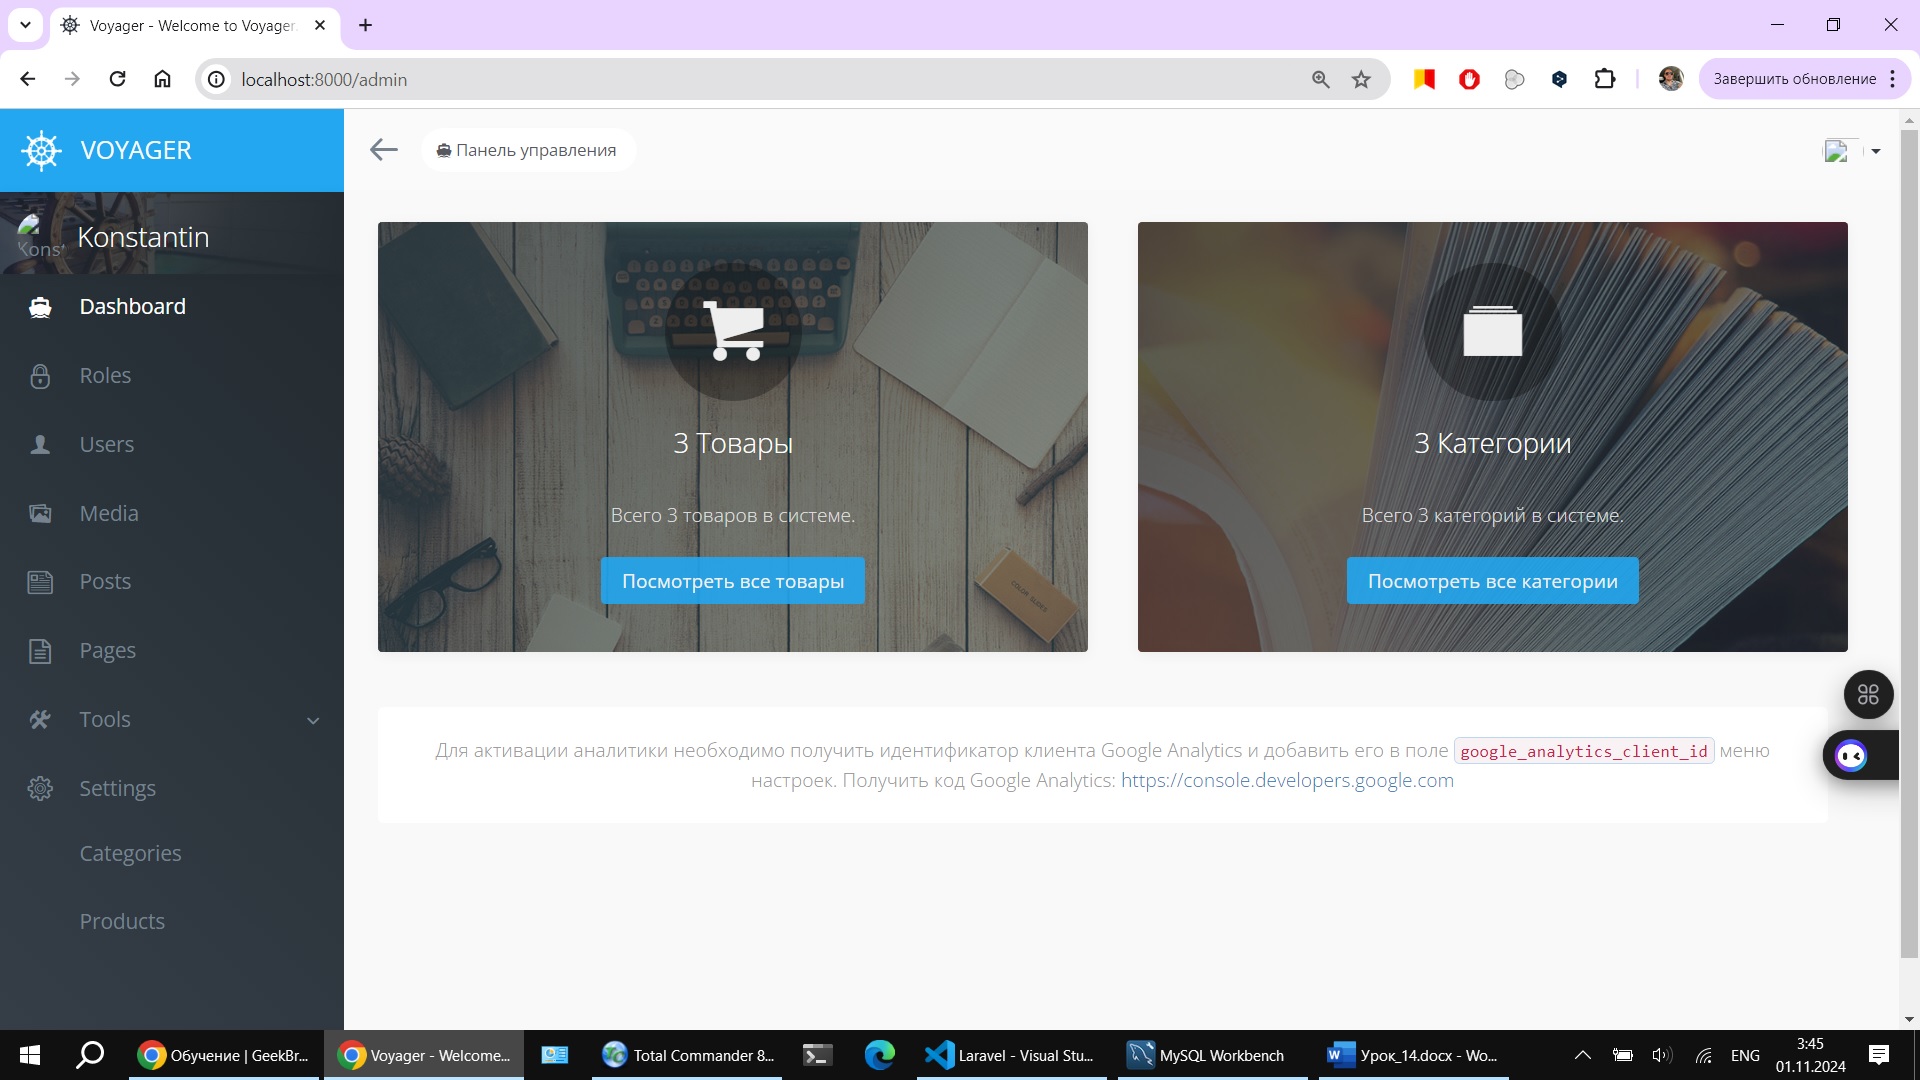 Voyager - Welcome to Voyager.
localhost:8000/admin
Завершить обновление
VOYAGER
Панель управления
Konstantin
Kons
Dashboard
Roles
Users
Media
Posts
Pages
Tools
Settings
Categories
Products
3 Товары
Всего 3 товаров в системе.
Посмотреть все товары
COLOR SLIDES
3 Категории
Всего 3 категорий в системе.
Посмотреть все категории
Для активации аналитики необходимо получить идентификатор клиента Google Analytics и добавить его в поле google_analytics_client_id меню
настроек. Получить код Google Analytics: https://console.developers.google.com
Обучение | GeekBr...
Voyager - Welcome...
Total Commander 8...
Laravel - Visual Stu...
MySQL Workbench
Урок_14.docx - Wo...
ENG
3:45
01.11.2024